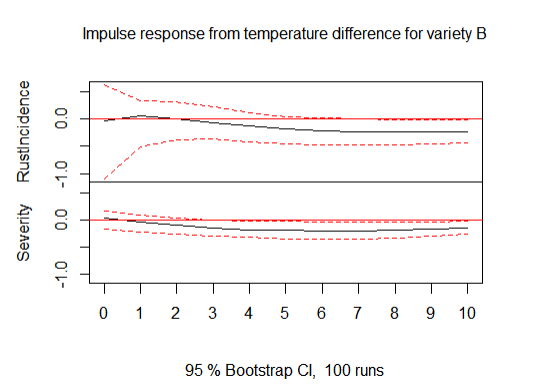 Impulse response from temperature difference for variety B
RustIncidence
0.0
-1.0
Severity
0.0
-1.0
0 1 2 3 4 5 6 7 8 9 10
95 % Bootstrap CI, 100 runs